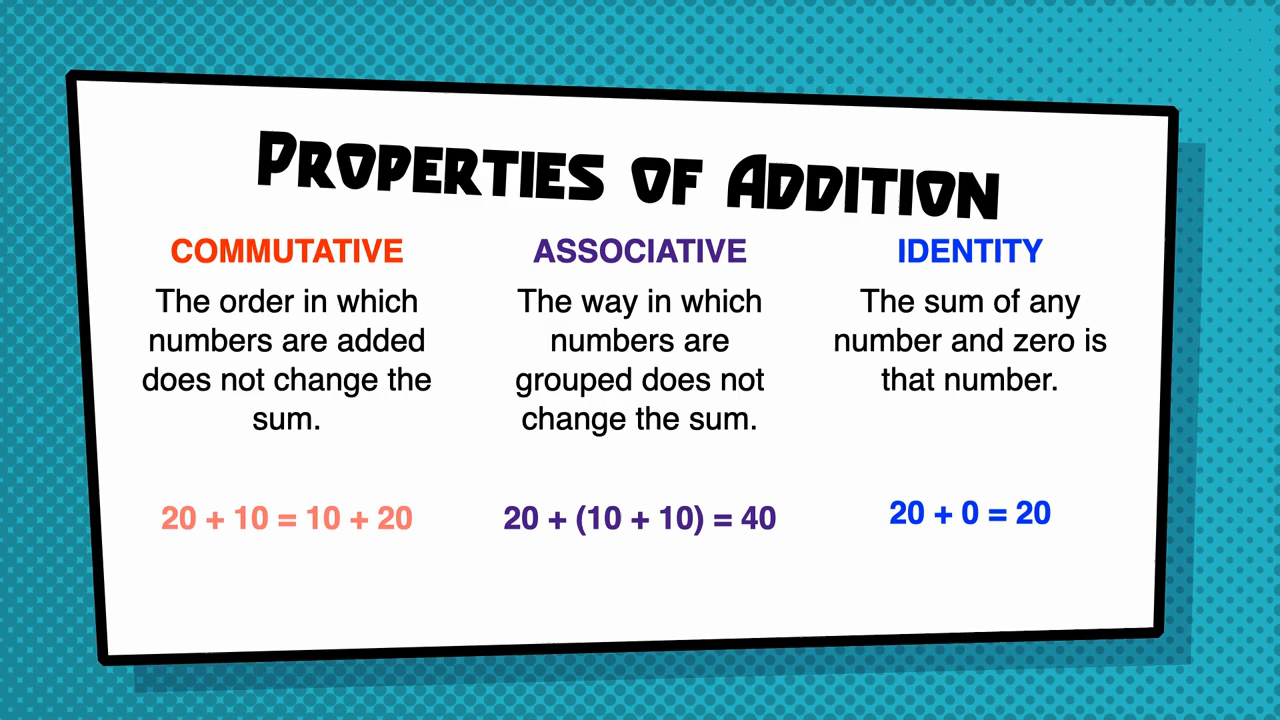 Properties of Addition
COMMUTATIVE
The order in which
numbers are added
does not change the
sum.
20 + 10 = 10 + 20
ASSOCIATIVE
The way in which
numbers are
grouped does not
change the sum.
20 + (10 + 10) = 40
IDENTITY
The sum of any
number and zero is
that number.
20 + 0 = 20